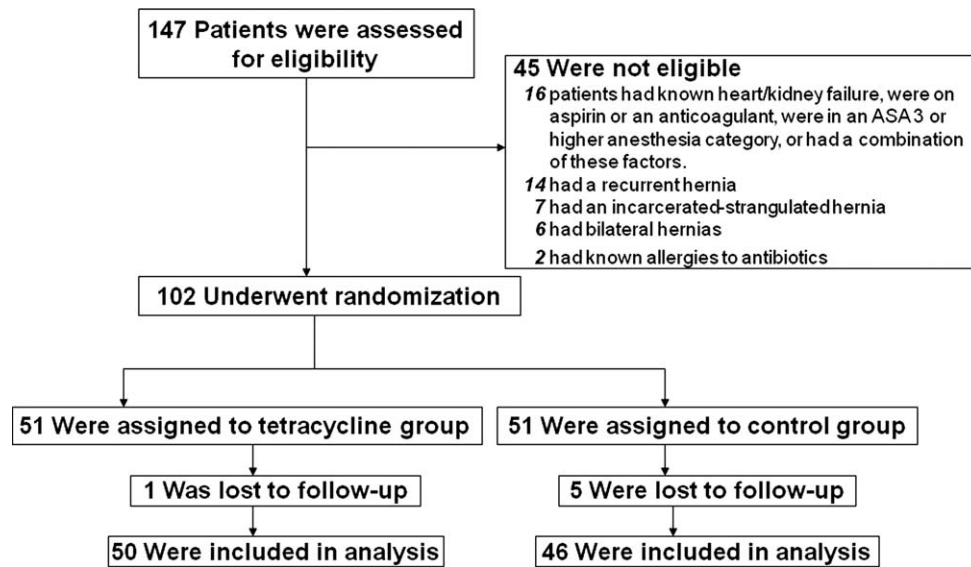 147 Patients were assessed
for eligibility
45 Were not eligible
16 patients had known heart/kidney failure, were on
aspirin or an anticoagulant, were in an ASA 3 or
higher anesthesia category, or had a combination
of these factors.
14 had a recurrent hernia
7 had an incarcerated-strangulated hernia
6 had bilateral hernias
2 had known allergies to antibiotics
102 Underwent randomization
51 Were assigned to tetracycline group
51 Were assigned to control group
1 Was lost to follow-up
5 Were lost to follow-up
50 Were included in analysis
46 Were included in analysis